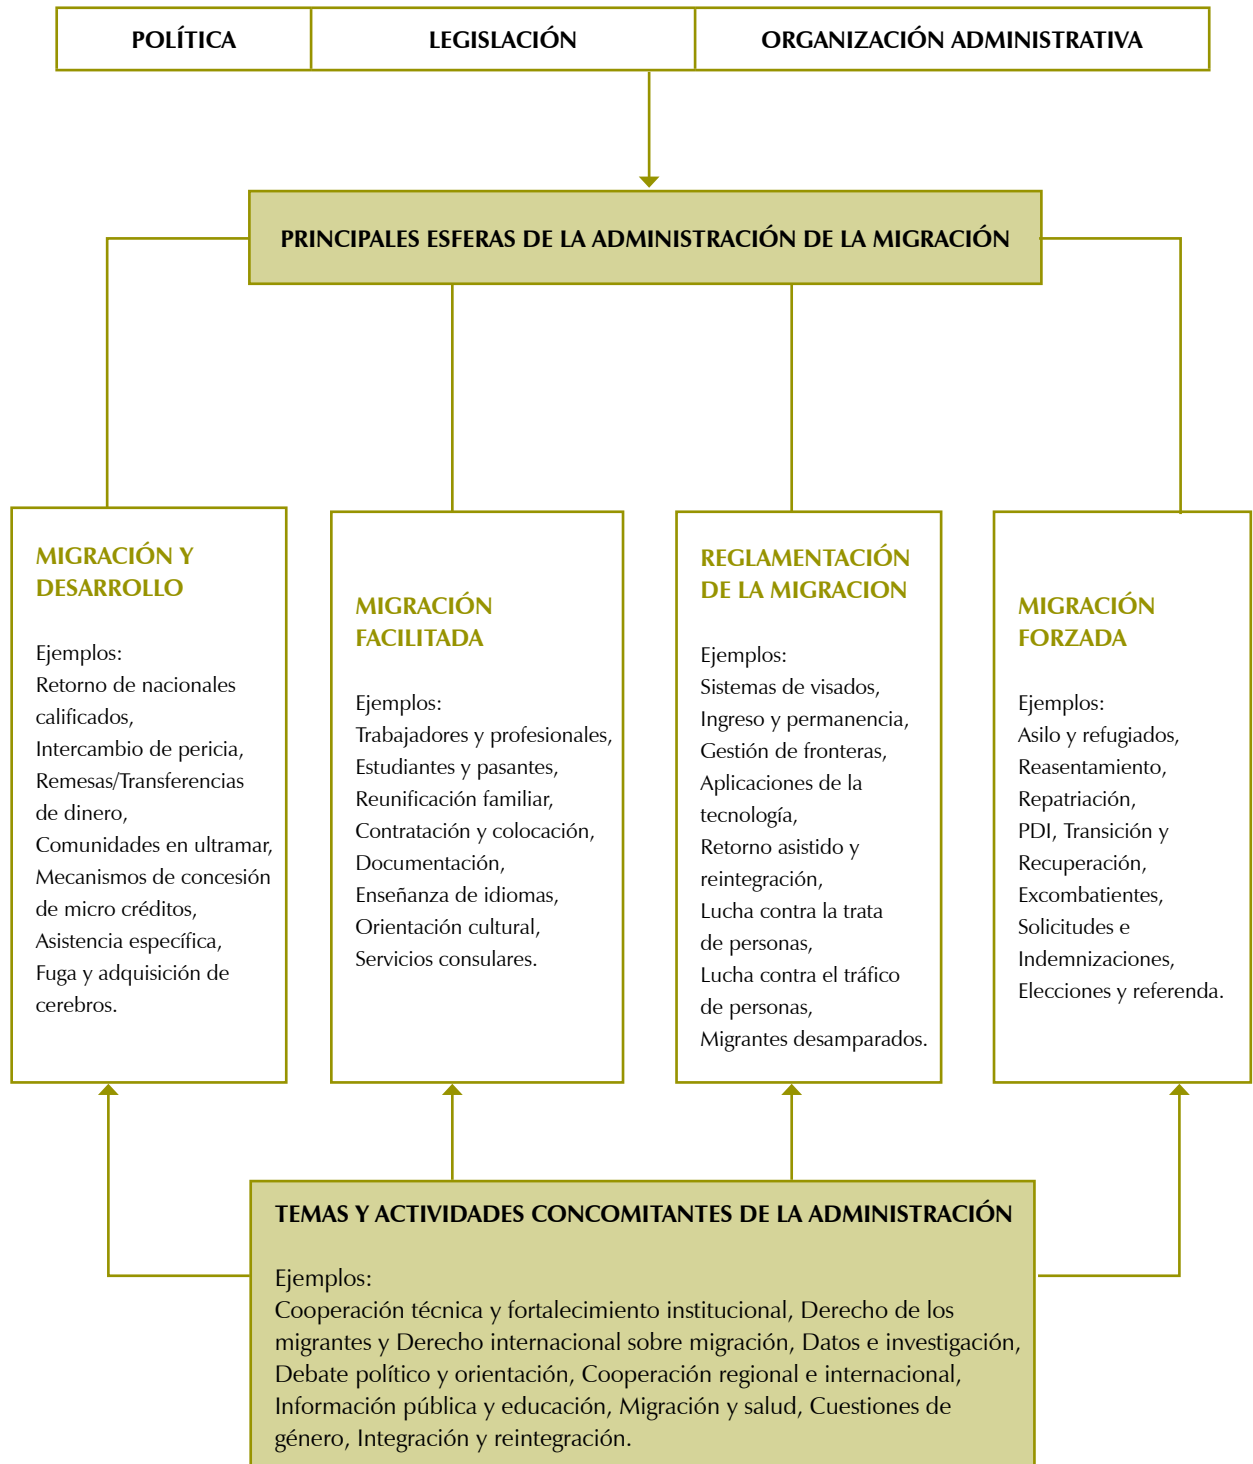 POLÍTICA
LEGISLACIÓN
ORGANIZACIÓN ADMINISTRATIVA
PRINCIPALES ESFERAS DE LA ADMINISTRACIÓN DE LA MIGRACIÓN
MIGRACIÓN Y
DESARROLLO
Ejemplos:
Retorno de nacionales
calificados,
Intercambio de pericia,
Remesas/Transferencias
de dinero,
Comunidades en ultramar,
Mecanismos de concesión
de micro créditos,
Asistencia específica,
Fuga y adquisición de
cerebros.
MIGRACIÓN
FACILITADA
Ejemplos:
Trabajadores y profesionales,
Estudiantes y pasantes,
Reunificación familiar,
Contratación y colocación,
Documentación,
Enseñanza de idiomas,
Orientación cultural,
Servicios consulares.
REGLAMENTACIÓN
DE LA MIGRACION
Ejemplos:
Sistemas de visados,
Ingreso y permanencia,
Gestión de fronteras,
Aplicaciones de la
tecnología,
Retorno asistido y
reintegración,
Lucha contra la trata
de personas,
Lucha contra el tráfico
de personas,
Migrantes desamparados.
MIGRACIÓN
FORZADA
Ejemplos:
Asilo y refugiados,
Reasentamiento,
Repatriación,
PDI, Transición y
Recuperación,
Excombatientes,
Solicitudes e
Indemnizaciones,
Elecciones y referenda.
TEMAS Y ACTIVIDADES CONCOMITANTES DE LA ADMINISTRACIÓN
Ejemplos:
Cooperación técnica y fortalecimiento institucional, Derecho de los
migrantes y Derecho internacional sobre migración, Datos e investigación,
Debate político y orientación, Cooperación regional e internacional,
Información pública y educación, Migración y salud, Cuestiones de
género, Integración y reintegración.